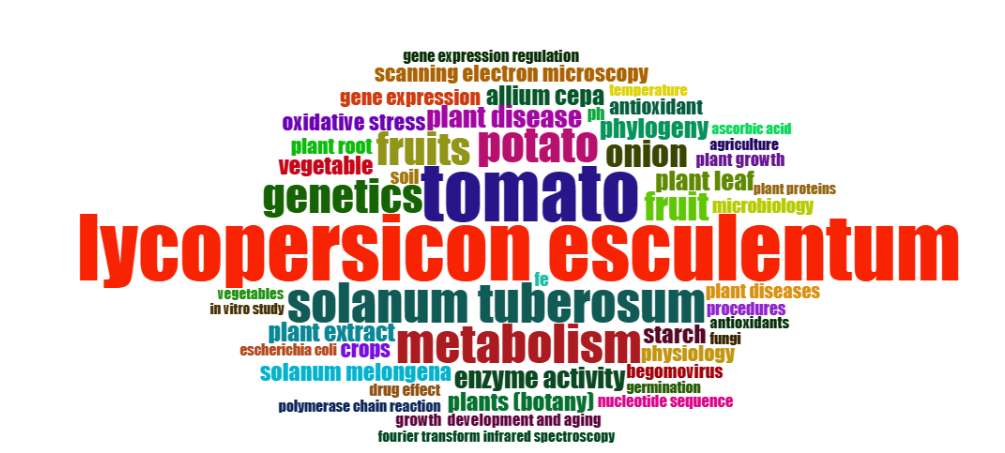 gene expression regulation
scanning electron microscopy
gene expression allium cepa temperature
oxidative stress plant disease ph antioxidant
plant root fruits potato phylogeny ascorbic acid
vegetable onion agriculture
soil plant growth
genetics tomato plant leaf plant proteins
fruit microbiology
lycopersicon esculentum
fe
vegetables solanum tuberosum plant diseases
in vitro study procedures
plant extract metabolism starch antioxidants
fungi
escherichia coli crops physiology
solanum melongena enzyme activity begomovirus
drug effect germination
polymerase chain reaction plants (botany) nucleotide sequence
growth development and aging
fourier transform infrared spectroscopy